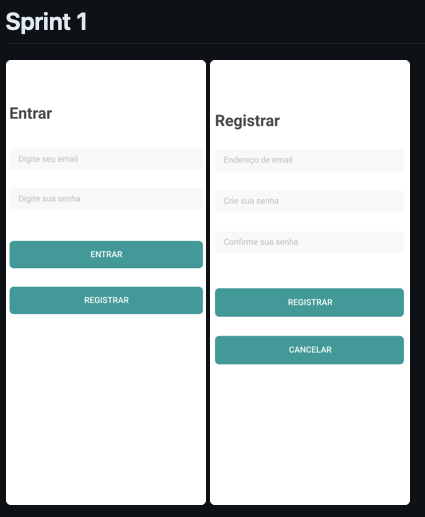 Sprint 1
Entrar
Digite seu email
Digite sua senha
ENTRAR
REGISTRAR
Registrar
Endereço de email
Crie sua senha
Confirme sua senha
REGISTRAR
CANCELAR